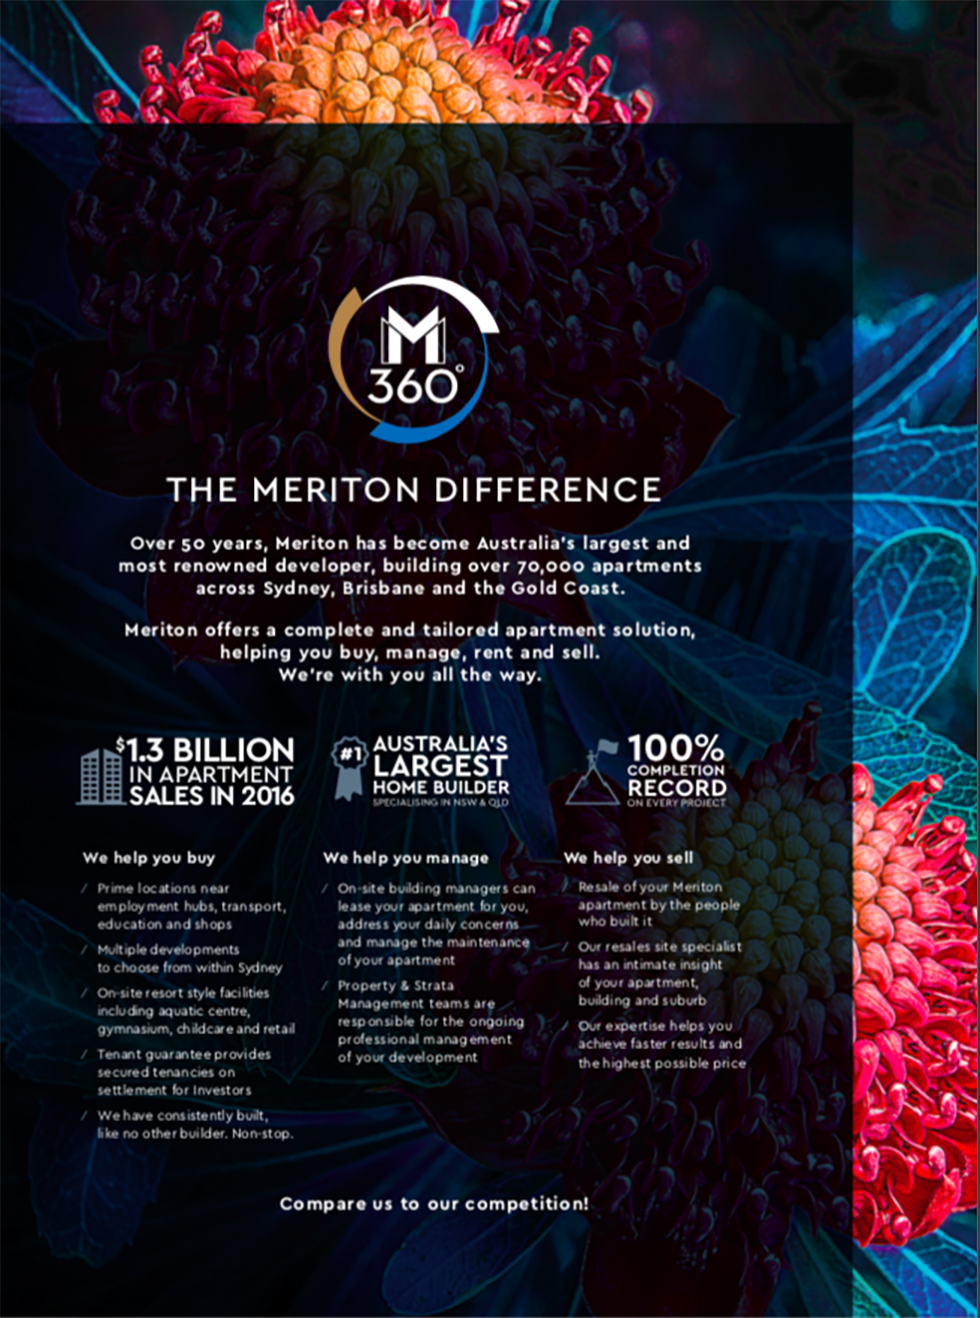 M
360°
THE MERITON DIFFERENCE
Over 50 years, Meriton has become Australia's largest and
most renowned developer, building over 70,000 apartments
across Sydney, Brisbane and the Gold Coast.
Meriton offers a complete and tailored apartment solution,
helping you buy, manage, rent and sell.
We're with you all the way.
$1.3 BILLION
IN APARTMENT
SALES IN 2016
#1
AUSTRALIA'S
LARGEST
HOME BUILDER
SPECIALISING IN NSW & QLD
100%
COMPLETION
RECORD
ON EVERY PROJECT
We help you buy
/ Prime locations near
employment hubs, transport,
education and shops
/ Multiple developments
to choose from within Sydney
/ On-site resort style facilities
including aquatic centre,
gymnasium, childcare and retail
/ Tenant guarantee provides
secured tenancies on
settlement for Investors
/ We have consistently built,
like no other builder. Non-stop.
We help you manage
/ On-site building managers can
lease your apartment for you,
address your daily concerns
and manage the maintenance
of your apartment
/ Property & Strata
Management teams are
responsible for the ongoing
professional management
of your development
We help you sell
/ Resale of your Meriton
apartment by the people
who built it
/ Our resales site specialist
has an intimate insight
of your apartment,
building and suburb
/ Our expertise helps you
achieve faster results and
the highest possible price
Compare us to our competition!